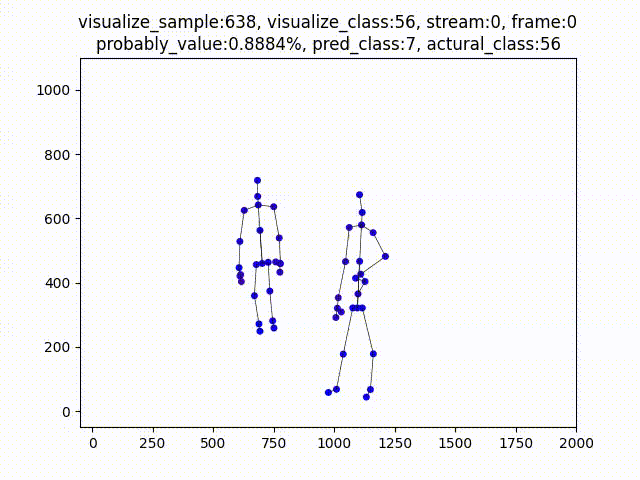 visualize_sample:638, visualize_class:56, stream:0, frame:0
probably_value:0.8884%, pred_class:7, actural_class:56
1000
800
600
400
200
0
0 250 500 750 1000 1250 1500 1750 2000